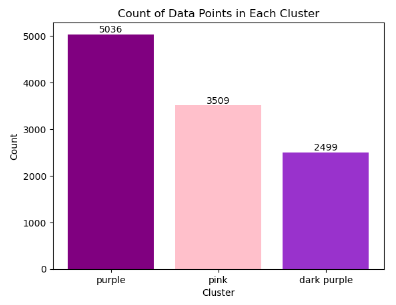 Count of Data Points in Each Cluster
5036
5000
4000
3509
3000
2499
2000
1000
0
Count
purple pink dark purple
Cluster